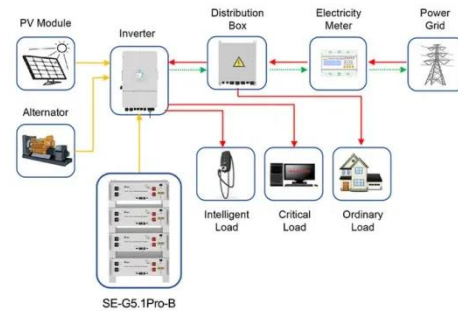 PV Module
Inverter
Distribution
Box
Electricity
Meter
Power
Grid
Alternator
Intelligent
Load
Critical
Load
Ordinary
Load
SE-G5.1Pro-B